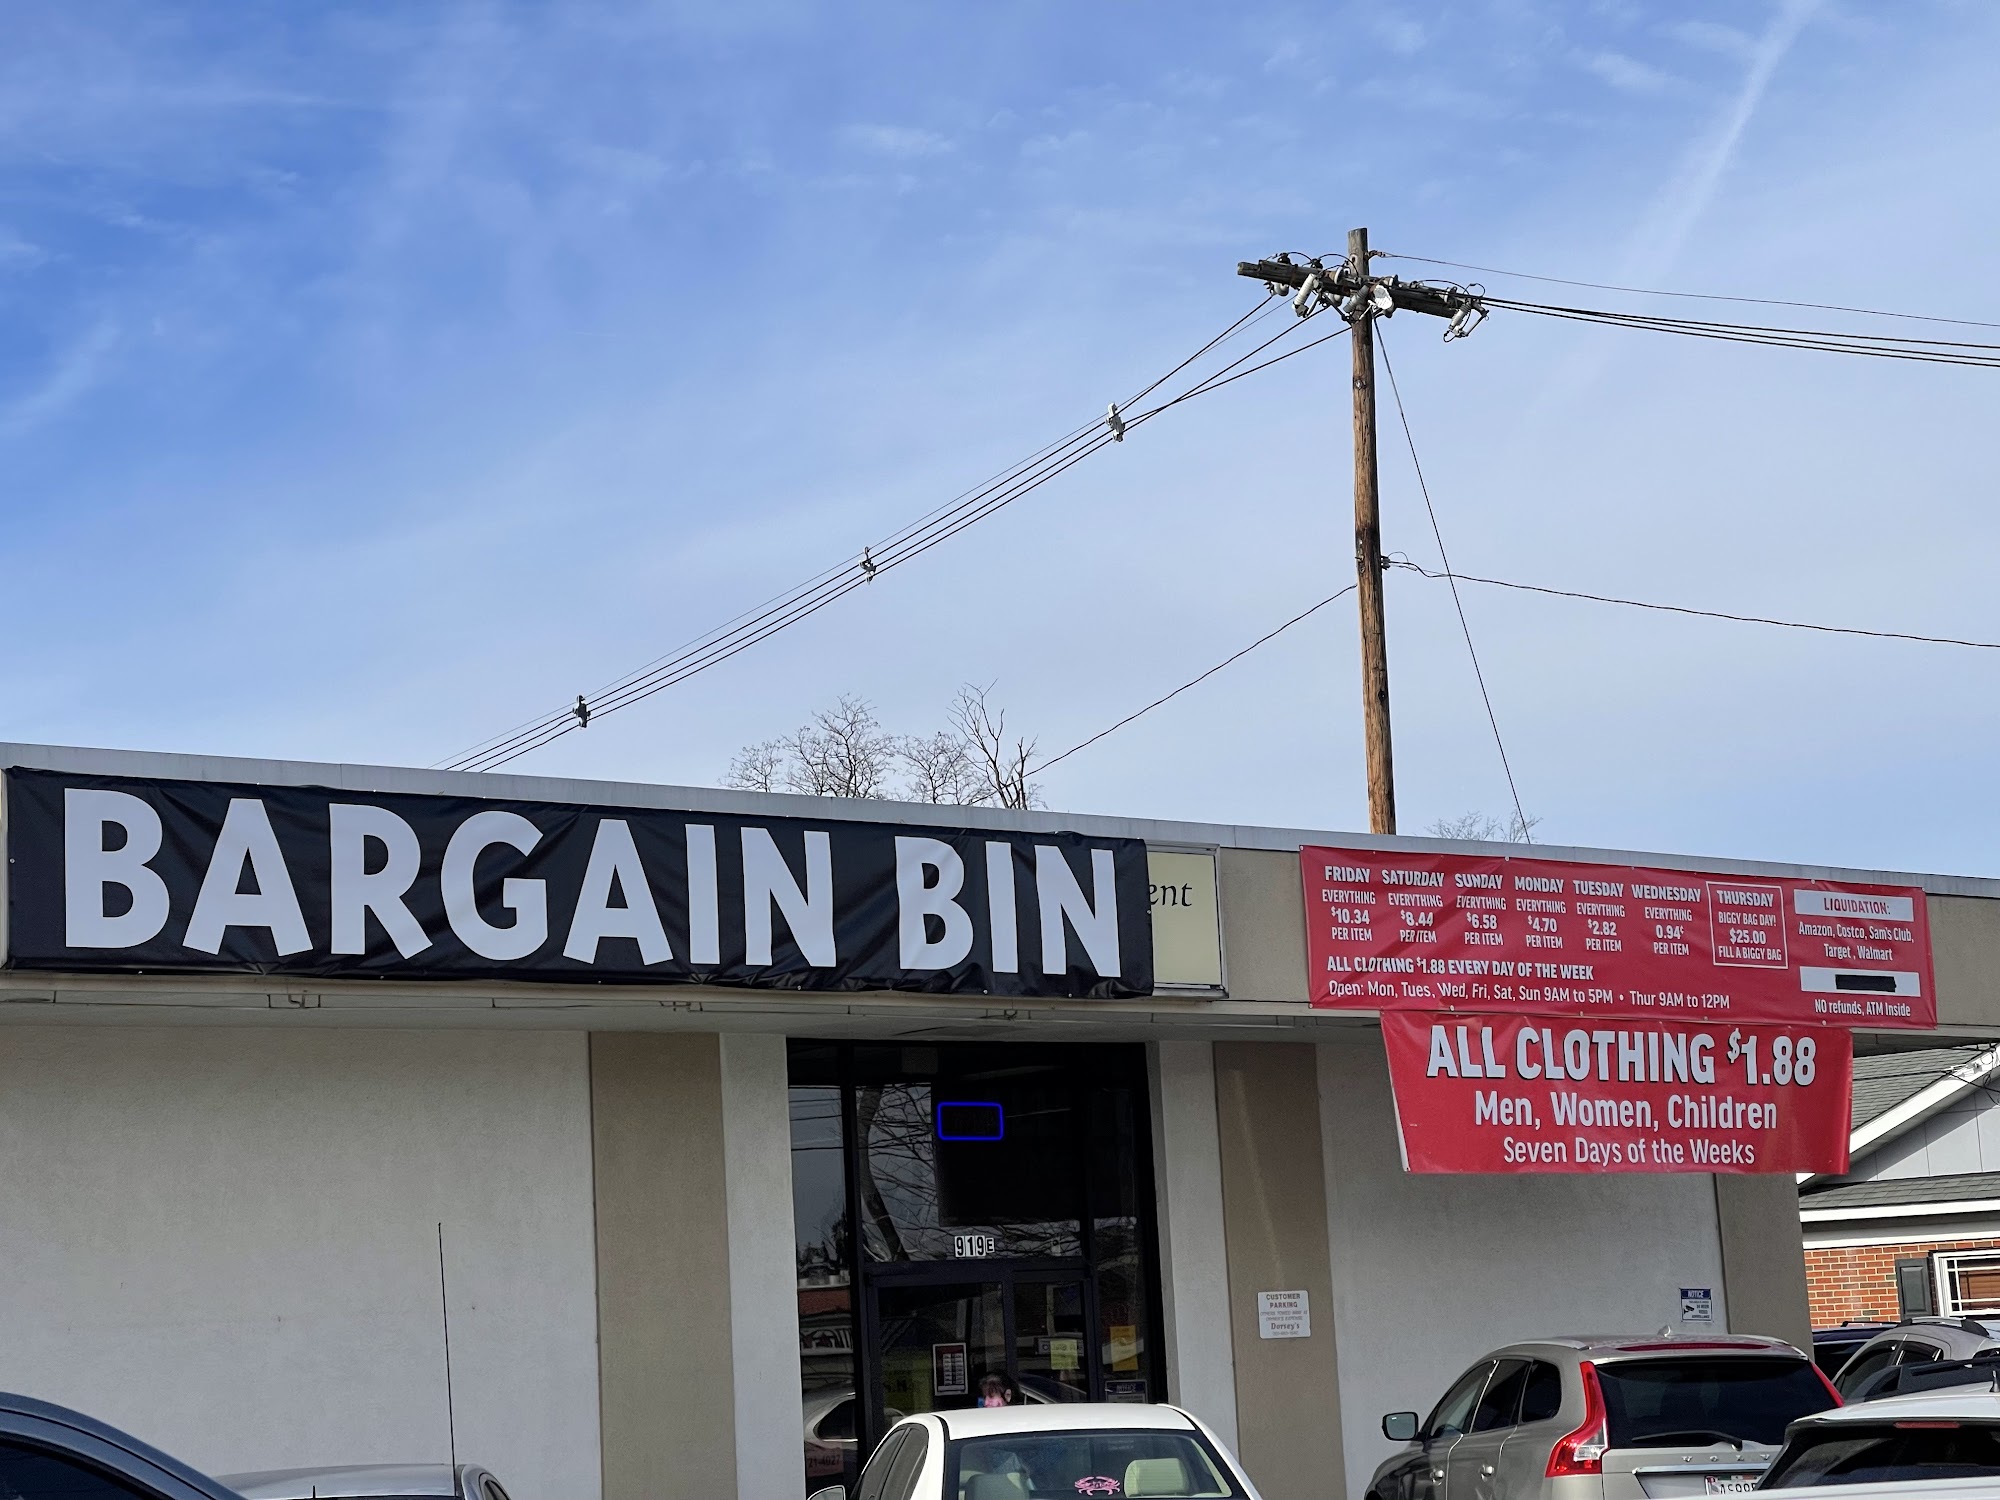 BARGAIN BIN
ent
FRIDAY
EVERYTHING
$10.34
PER ITEM
SATURDAY
EVERYTHING
$8.44
PER ITEM
SUNDAY
EVERYTHING
$6.58
PER ITEM
MONDAY
EVERYTHING
$4.70
PER ITEM
TUESDAY
EVERYTHING
$2.82
PER ITEM
WEDNESDAY
EVERYTHING
0.94¢
PER ITEM
THURSDAY
BIGGY BAG DAY!
$25.00
FILL A BIGGY BAG
ALL CLOTHING $1.88 EVERY DAY OF THE WEEK
Open: Mon, Tues, Wed, Fri, Sat, Sun 9AM to 5PM • Thur 9AM to 12PM
LIQUIDATION:
Amazon, Costco, Sam's Club,
Target , Walmart
NO refunds, ATM Inside
ALL CLOTHING $1.88
Men, Women, Children
Seven Days of the Weeks
919E
CUSTOMER
PARKING
Dorsey's
NOTICE
VOLVO